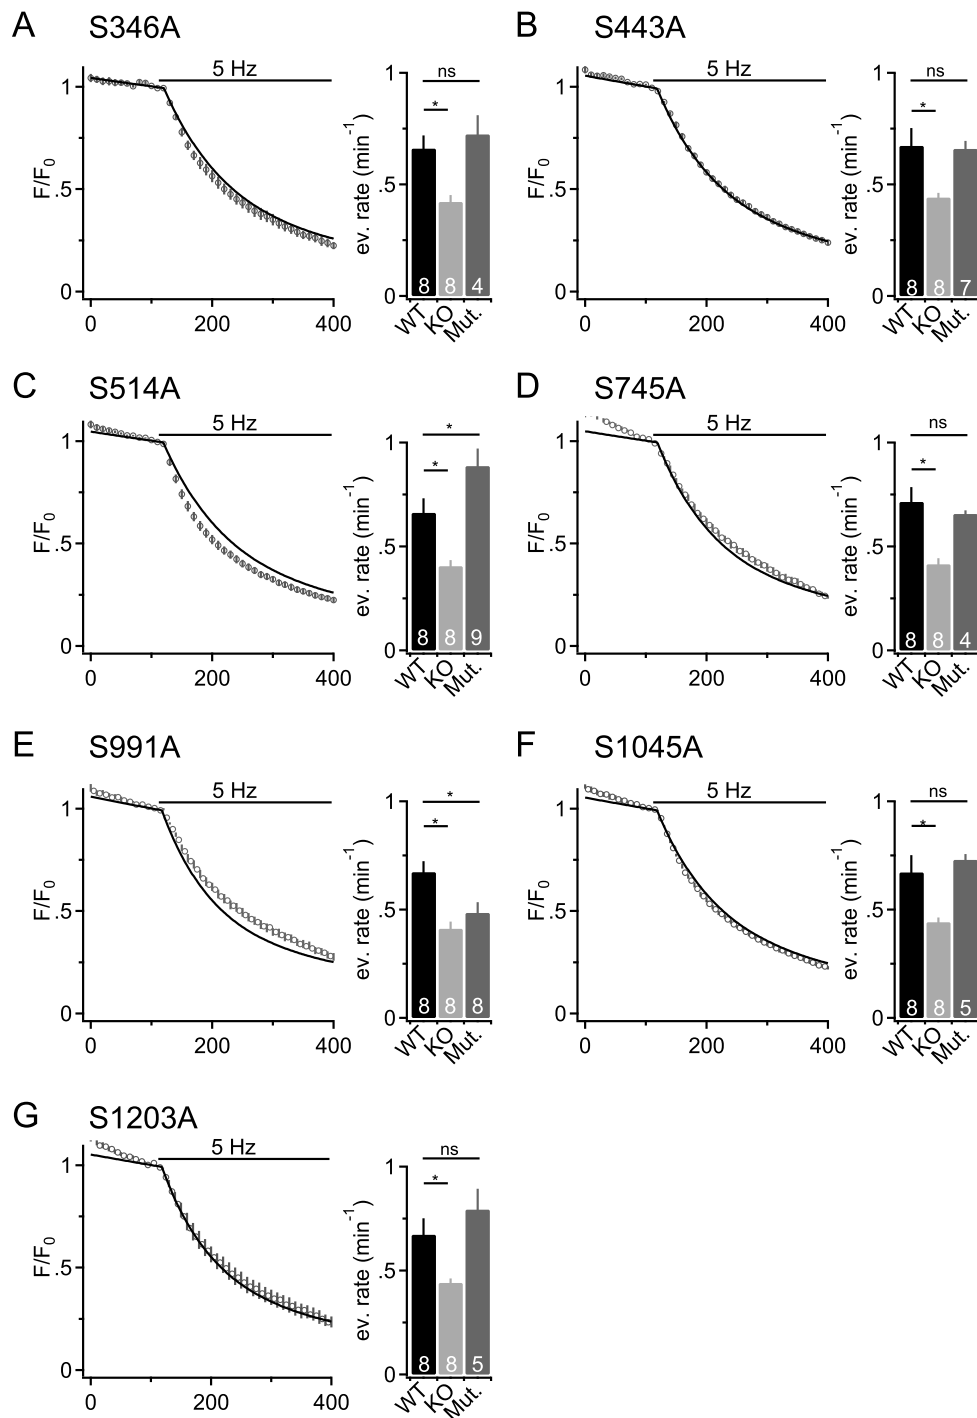 A S346A
5 Hz
F/F0
1
.5
0
0 200 400
ev. rate (min-1)
1
.5
0
ns
*
8 8 4
WT KO Mut.
B S443A
5 Hz
F/F0
1
.5
0
0 200 400
ev. rate (min-1)
1
.5
0
ns
*
8 8 7
WT KO Mut.
C S514A
5 Hz
F/F0
1
.5
0
0 200 400
ev. rate (min-1)
1
.5
0
*
*
8 8 9
WT KO Mut.
D S745A
5 Hz
F/F0
1
.5
0
0 200 400
ev. rate (min-1)
1
.5
0
ns
*
8 8 4
WT KO Mut.
E S991A
5 Hz
F/F0
1
.5
0
0 200 400
ev. rate (min-1)
1
.5
0
*
*
8 8 8
WT KO Mut.
F S1045A
5 Hz
F/F0
1
.5
0
0 200 400
ev. rate (min-1)
1
.5
0
ns
*
8 8 5
WT KO Mut.
G S1203A
5 Hz
F/F0
1
.5
0
0 200 400
ev. rate (min-1)
1
.5
0
ns
*
8 8 5
WT KO Mut.